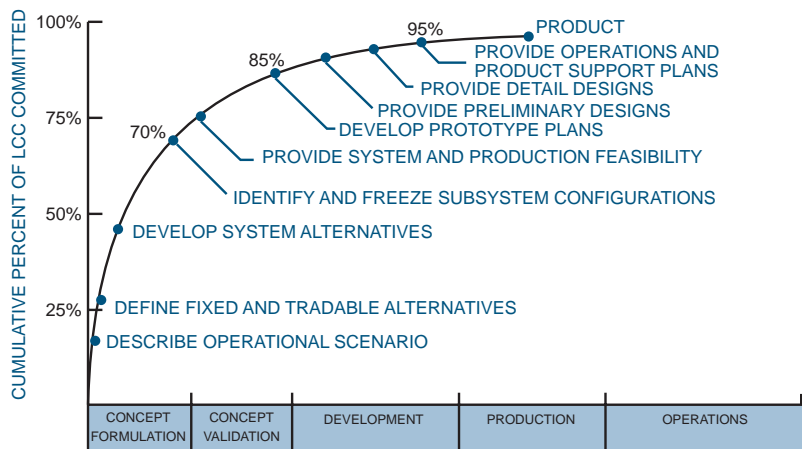 CUMULATIVE PERCENT OF LCC COMMITTED
100%
75%
50%
25%
95%
85%
70%
PRODUCT
PROVIDE OPERATIONS AND
PRODUCT SUPPORT PLANS
PROVIDE DETAIL DESIGNS
PROVIDE PRELIMINARY DESIGNS
DEVELOP PROTOTYPE PLANS
PROVIDE SYSTEM AND PRODUCTION FEASIBILITY
IDENTIFY AND FREEZE SUBSYSTEM CONFIGURATIONS
DEVELOP SYSTEM ALTERNATIVES
DEFINE FIXED AND TRADABLE ALTERNATIVES
DESCRIBE OPERATIONAL SCENARIO
CONCEPT
FORMULATION
CONCEPT
VALIDATION
DEVELOPMENT
PRODUCTION
OPERATIONS